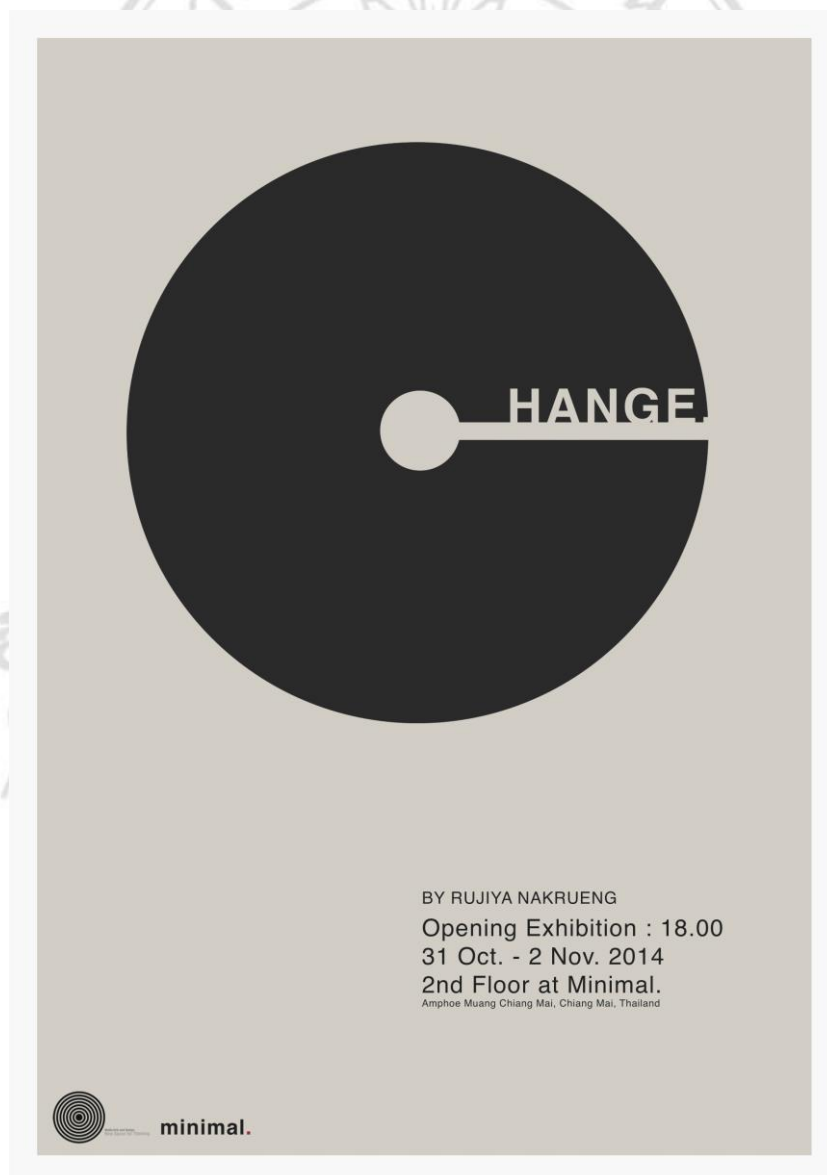 HANGE.
BY RUJIYA NAKRUENG
Opening Exhibition : 18.00
31 Oct. - 2 Nov. 2014
2nd Floor at Minimal.
Amphoe Muang Chiang Mai, Chiang Mai, Thailand
minimal.